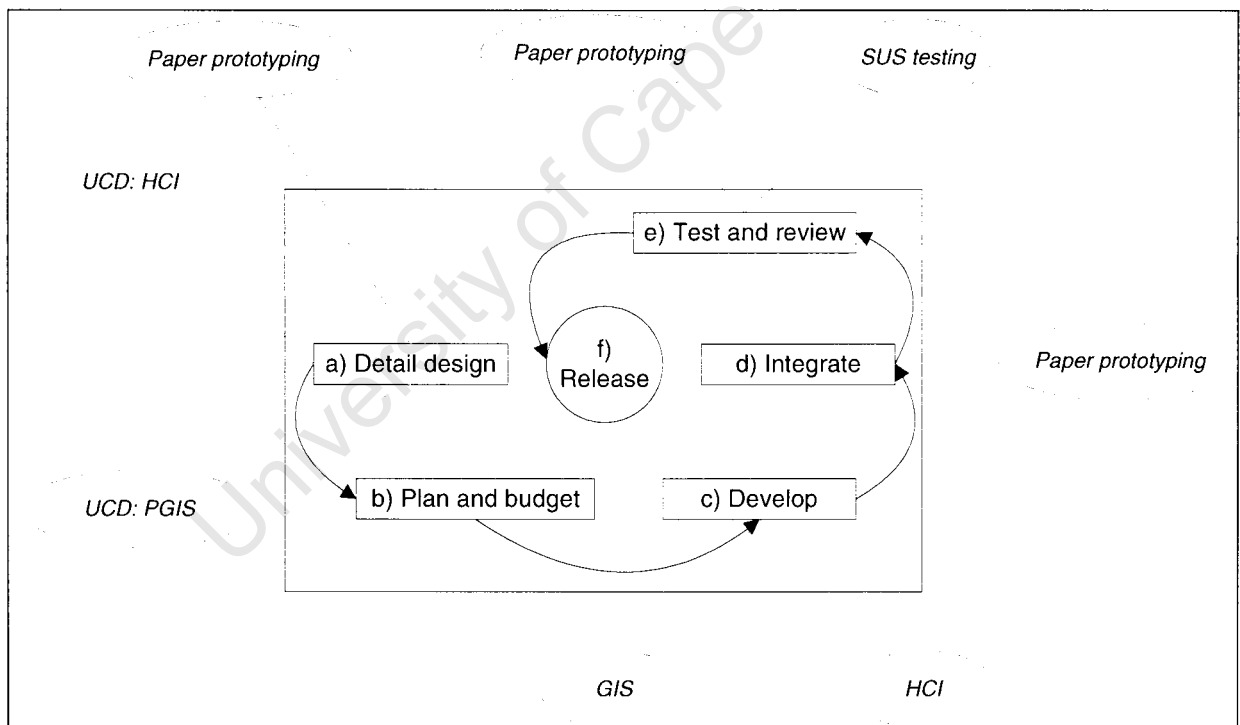 Paper prototyping
Paper prototyping
SUS testing
UCD: HCI
e) Test and review
a) Detail design
f)
Release
d) Integrate
Paper prototyping
UCD: PGIS
b) Plan and budget
c) Develop
GIS
HCI
University of Cape